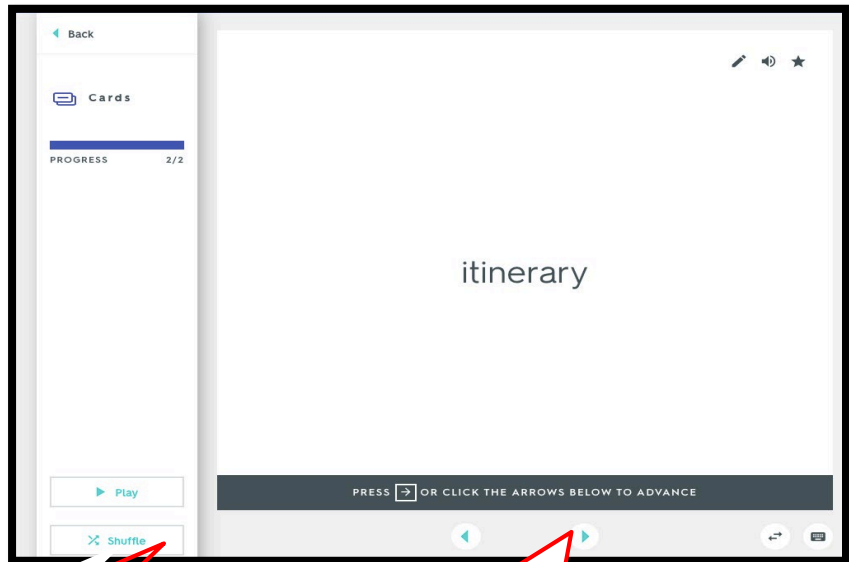 Back
Cards
PROGRESS 2/2
itinerary
PRESS → OR CLICK THE ARROWS BELOW TO ADVANCE
Play
Shuffle